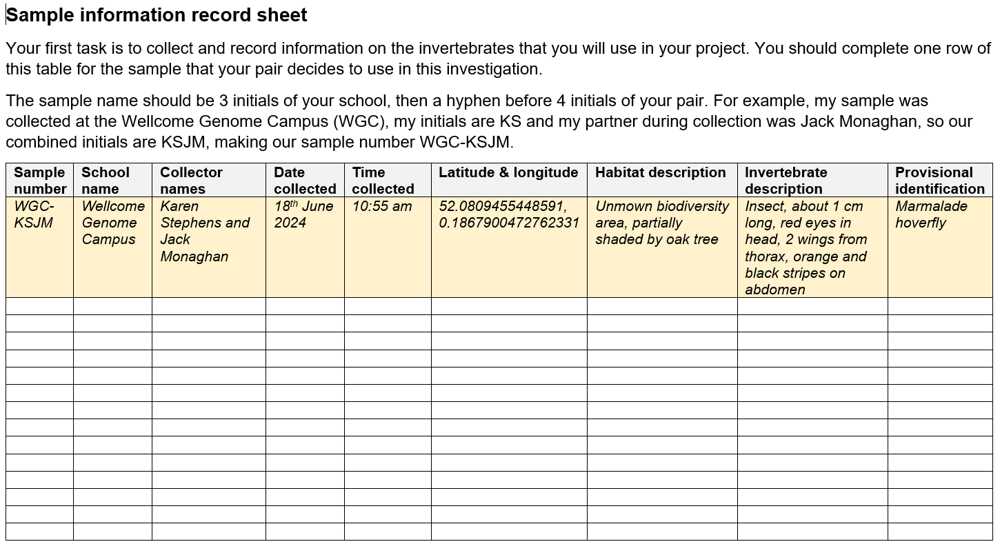 Sample information record sheet
Your first task is to collect and record information on the invertebrates that you will use in your project. You should complete one row of
this table for the sample that your pair decides to use in this investigation.
The sample name should be 3 initials of your school, then a hyphen before 4 initials of your pair. For example, my sample was
collected at the Wellcome Genome Campus (WGC), my initials are KS and my partner during collection was Jack Monaghan, so our
combined initials are KSJM, making our sample number WGC-KSJM.
Sample number
School name
Collector names
Date collected
Time collected
Latitude & longitude
Habitat description
Invertebrate description
Provisional identification
WGC-
KSJM
Wellcome
Genome
Campus
Karen
Stephens and
Jack
Monaghan
18th June
2024
10:55 am
52.0809455448591,
0.1867900472762331
Unmown biodiversity
area, partially
shaded by oak tree
Insect, about 1 cm
long, red eyes in
head, 2 wings from
thorax, orange and
black stripes on
abdomen
Marmalade
hoverfly